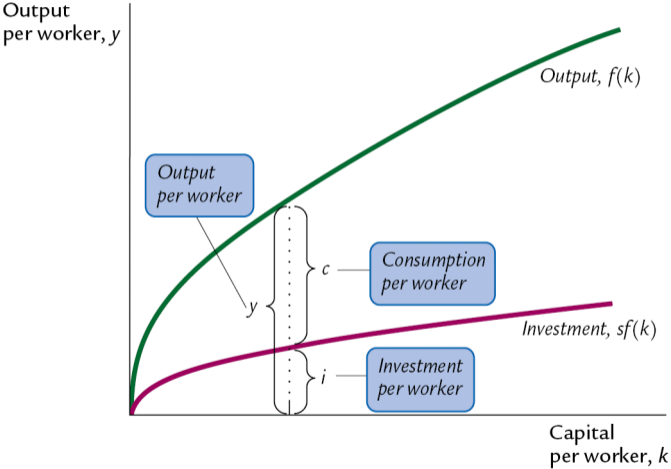 Output
per worker, y
Output, f(k)
Output
per worker
Consumption
per worker
c
y
Investment, sf(k)
Investment
per worker
i
Capital
per worker, k